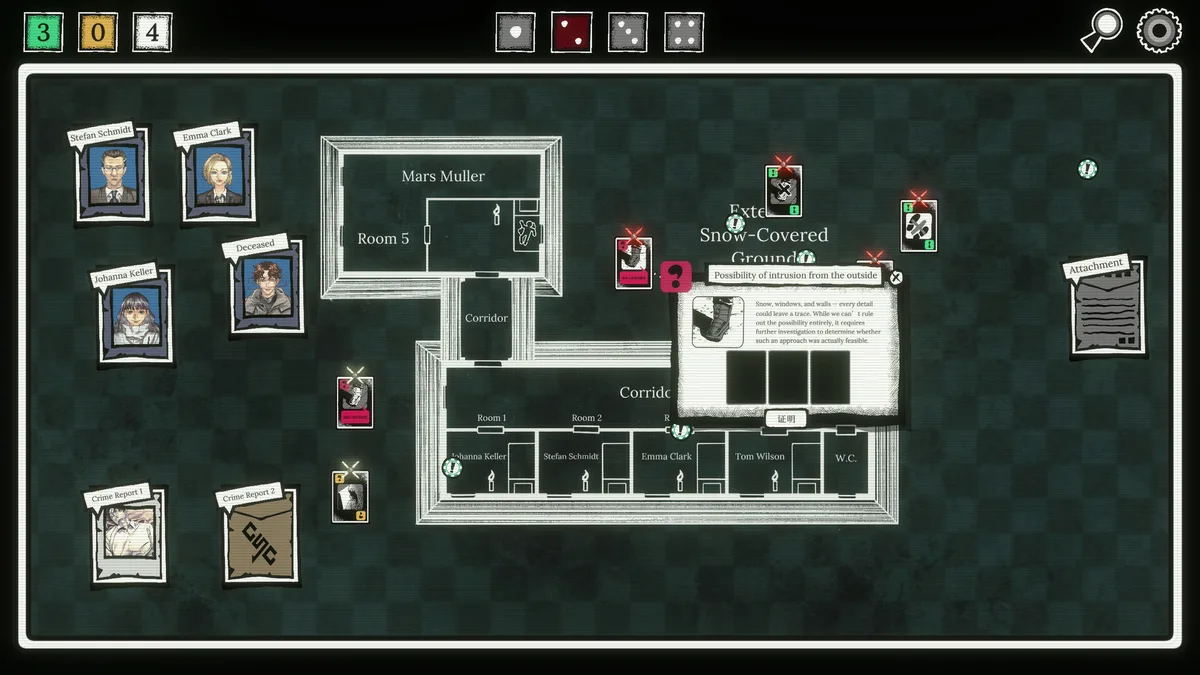 3
0
4
Stefan Schmidt
Emma Clark
Deceased
Johanna Keller
Mars Muller
Room 5
Corridor
Snow-Covered
Attachment
Possibility of intrusion from the outside
Snow, windows, and walls — every detail
could leave a trace. While we can't rule
out the possibility entirely, it requires
further investigation to determine whether
such an approach was actually feasible.
证明
Room 1
Room 2
Johanna Keller
Stefan Schmidt
Emma Clark
Tom Wilson
W.C.
Crime Report 1
Crime Report 2